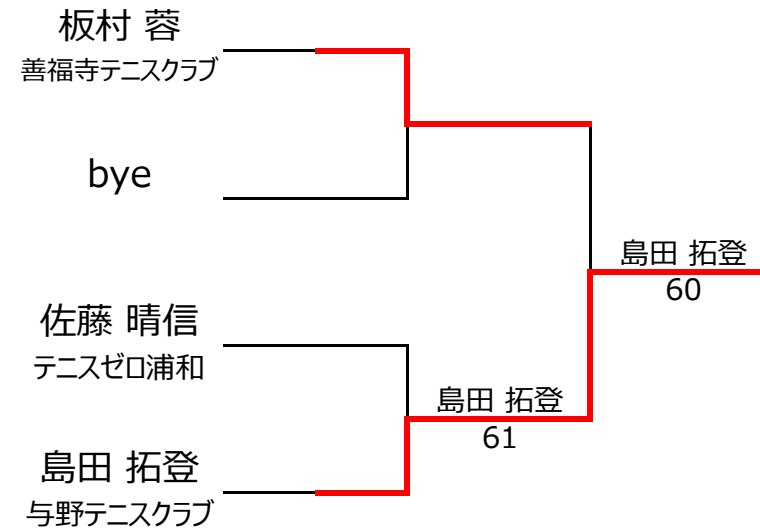 板村 蓉
善福寺テニスクラブ
bye
島田 拓登
60
佐藤 晴信
テニスゼロ浦和
島田 拓登
61
島田 拓登
与野テニスクラブ